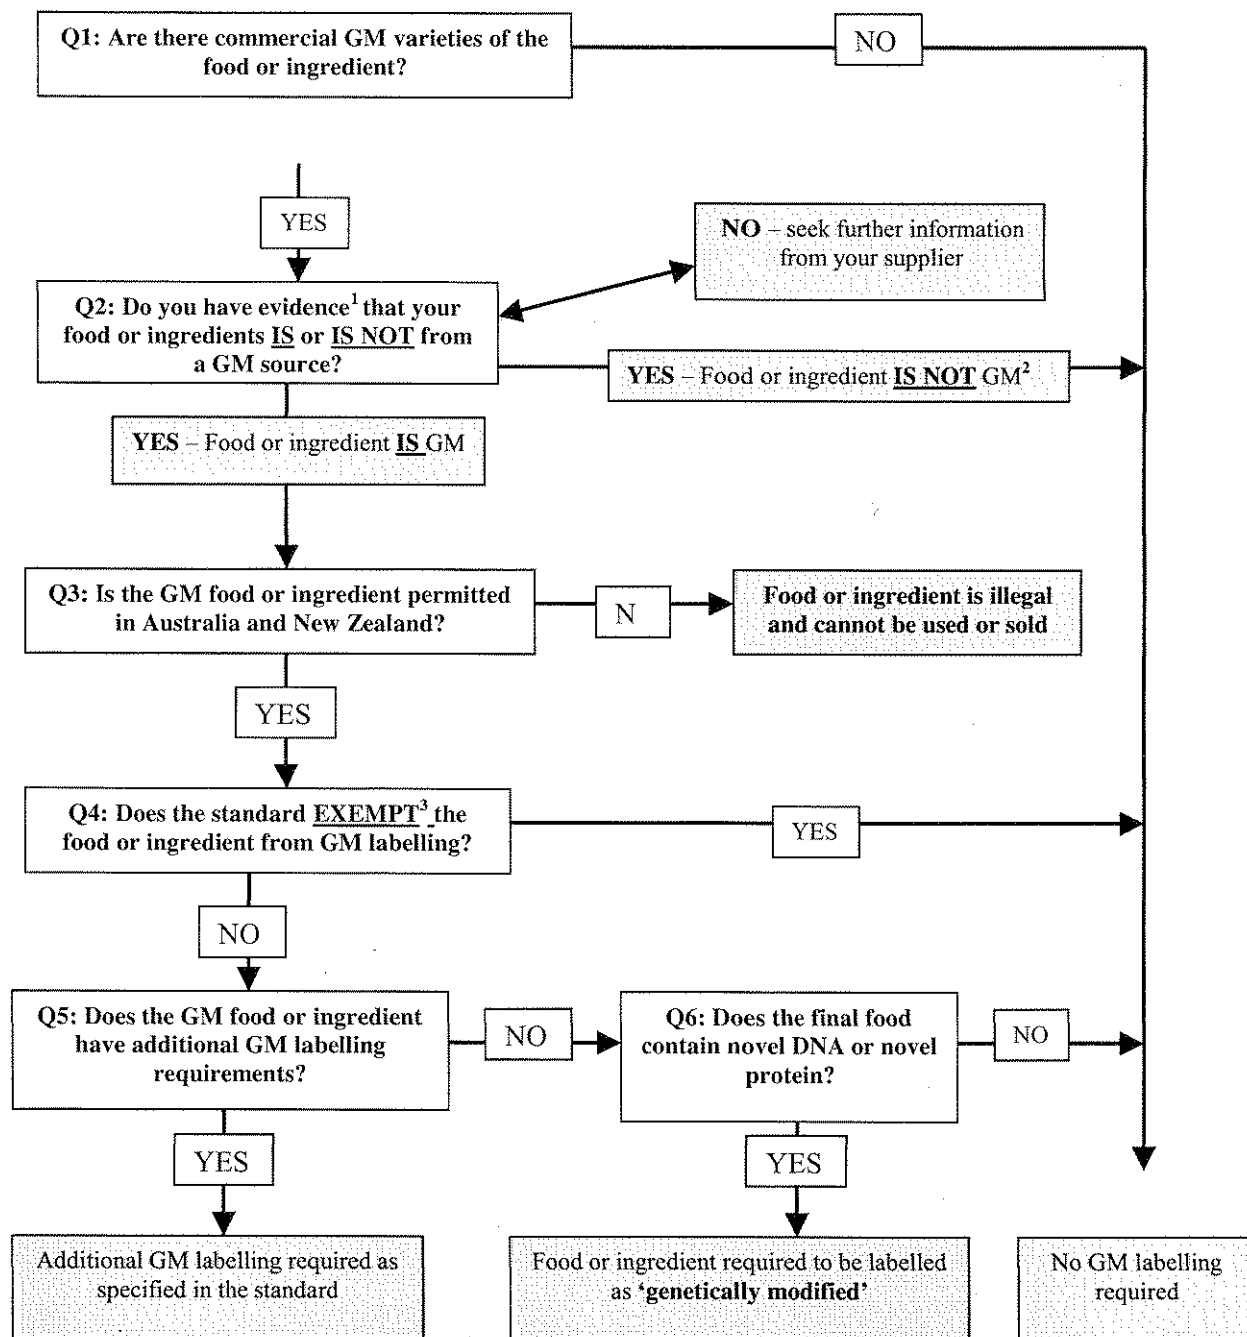 Q1: Are there commercial GM varieties of the
food or ingredient?
NO
YES
NO – seek further information
from your supplier
Q2: Do you have evidence1 that your
food or ingredients IS or IS NOT from
a GM source?
YES – Food or ingredient IS NOT GM2
YES – Food or ingredient IS GM
Q3: Is the GM food or ingredient permitted
in Australia and New Zealand?
N
Food or ingredient is illegal
and cannot be used or sold
YES
Q4: Does the standard EXEMPT3 the
food or ingredient from GM labelling?
YES
NO
Q5: Does the GM food or ingredient
have additional GM labelling
requirements?
NO
Q6: Does the final food
contain novel DNA or novel
protein?
NO
YES
YES
Additional GM labelling required as
specified in the standard
Food or ingredient required to be labelled
as ‘genetically modified’
No GM labelling
required